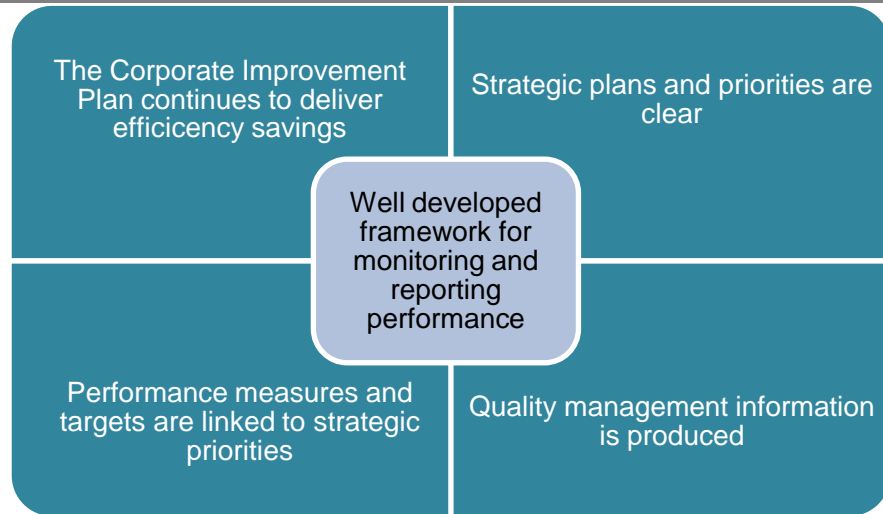 The Corporate Improvement
Plan continues to deliver
efficicency savings
Strategic plans and priorities are
clear
Well developed
framework for
monitoring and
reporting
performance
Performance measures and
targets are linked to strategic
priorities
Quality management information
is produced